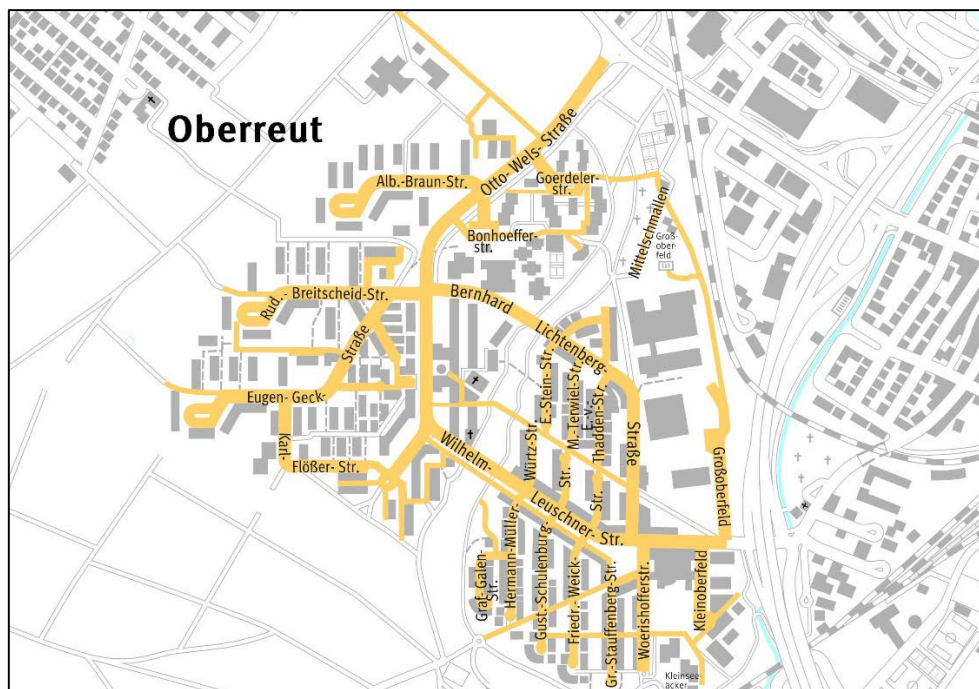 Oberreut
Otto-Wels-Straße
Alb.-Braun-Str.
Goerdeler-
str.
Bonhoeffer-
str.
Mittelschmallen
Groß-
ober-
feld
Rud.-Breitscheid-Str.
Bernhard
Lichtenberg-
Straße
Eugen-Geck-
Straße
Karl-
Flößer-Str.
E.-Stein-Str.
M.-Terwiel-Str.
E.-v.
Thadden-Str.
Würtz-Str.
Str.
Str.
Wilhelm-
Leuschner-Str.
Großoberfeld
Graf-Galen-
Str.
Hermann-Müller-
Gust.-Schulenburg-
Friedr.-Weick-
Gr.-Stauffenberg-Str.
Woerishofferstr.
Kleinoberfeld
Kleinsee-
äcker